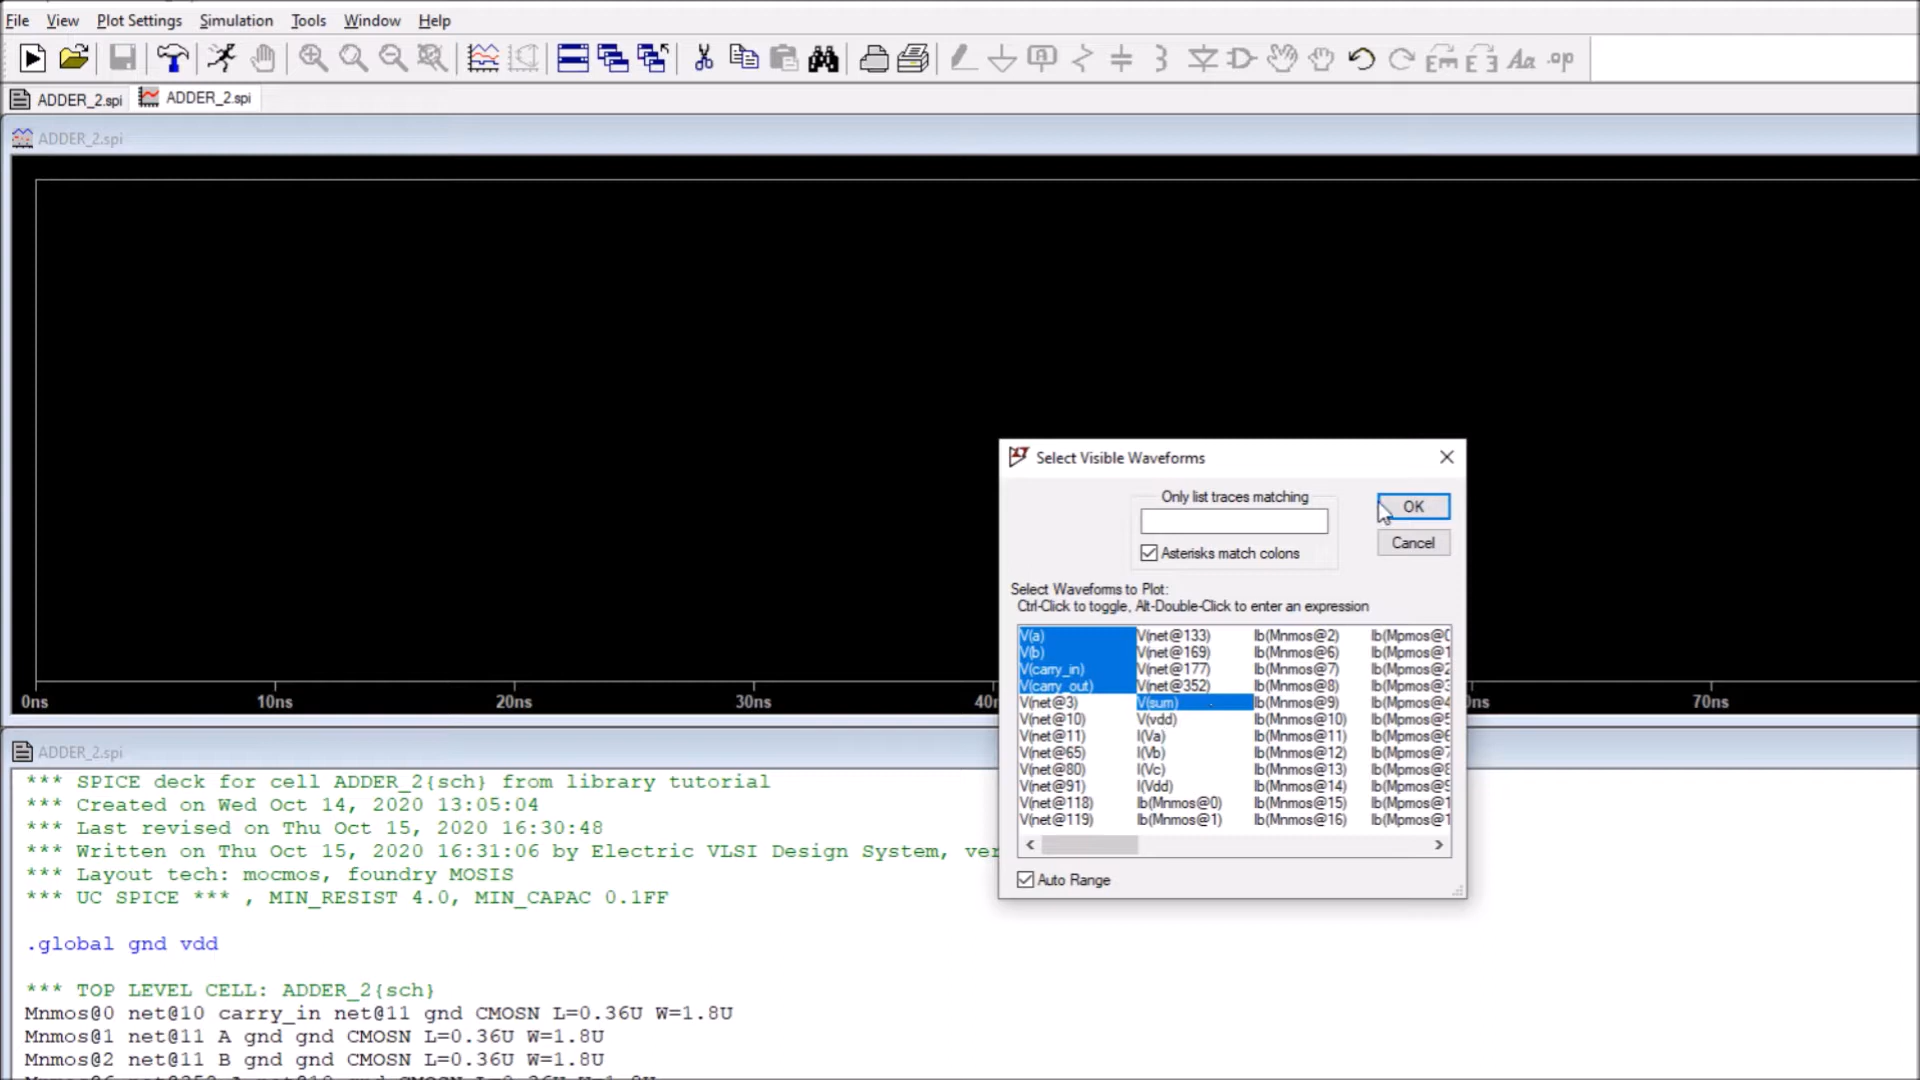 File View Plot Settings Simulation Tools Window Help
Aa .op
ADDER_2.spi ADDER_2.spi
ADDER_2.spi
0ns 10ns 20ns 30ns 70ns
Select Visible Waveforms
Only list traces matching
OK
Asterisks match colons
Cancel
Select Waveforms to Plot:
Ctrl-Click to toggle, Alt-Double-Click to enter an expression
V(a) V(net@133) Ib(Mnmos@2)
V(b) V(net@169) Ib(Mnmos@6)
V(carry_in) V(net@177) Ib(Mnmos@7)
V(carry_out) V(net@352) Ib(Mnmos@8)
V(net@3) V(sum) Ib(Mnmos@9)
V(net@10) V(vdd) Ib(Mnmos@10)
V(net@11) I(Va) Ib(Mnmos@11)
V(net@65) I(Vb) Ib(Mnmos@12)
V(net@80) I(Vc) Ib(Mnmos@13)
V(net@91) I(Vdd) Ib(Mnmos@14)
V(net@118) Ib(Mnmos@0) Ib(Mnmos@15)
V(net@119) Ib(Mnmos@1) Ib(Mnmos@16)
Auto Range
ADDER_2.spi
*** SPICE deck for cell ADDER_2{sch} from library tutorial
*** Created on Wed Oct 14, 2020 13:05:04
*** Last revised on Thu Oct 15, 2020 16:30:48
*** Written on Thu Oct 15, 2020 16:31:06 by Electric VLSI Design System, ver
*** Layout tech: mocmos, foundry MOSIS
*** UC SPICE *** , MIN_RESIST 4.0, MIN_CAPAC 0.1FF
.global gnd vdd
*** TOP LEVEL CELL: ADDER_2{sch}
Mnmos@0 net@10 carry_in net@11 gnd CMOSN L=0.36U W=1.8U
Mnmos@1 net@11 A gnd gnd CMOSN L=0.36U W=1.8U
Mnmos@2 net@11 B gnd gnd CMOSN L=0.36U W=1.8U